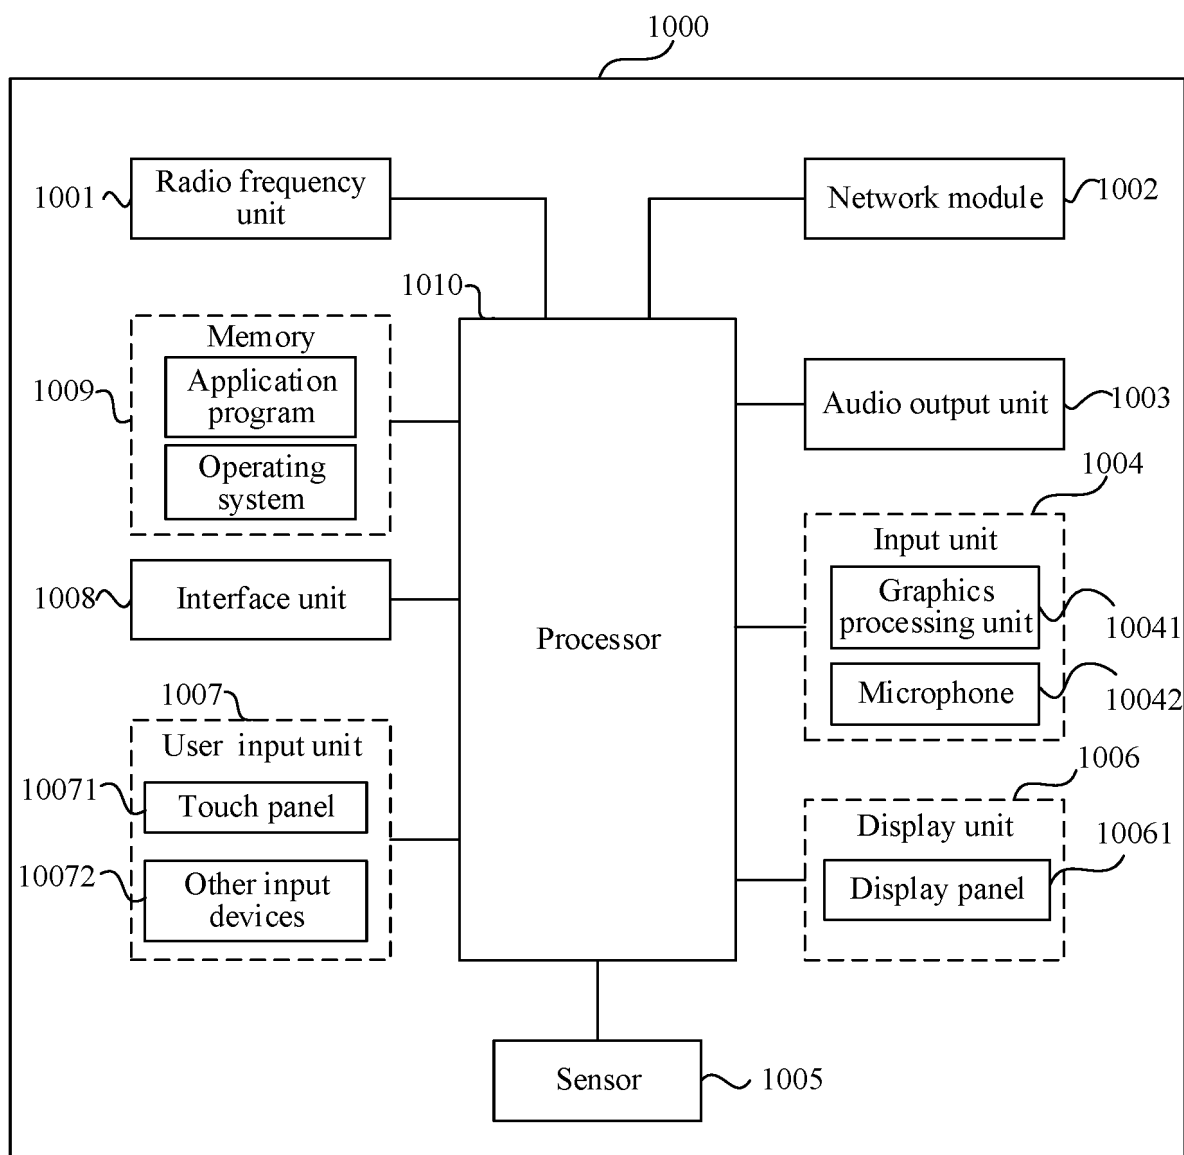 1000
1001
Radio frequency
unit
Network module
1002
1010
Memory
Application
program
Operating
system
1009
Audio output unit
1003
1004
Input unit
Graphics
processing unit
10041
Microphone
10042
1008
Interface unit
Processor
1007
User input unit
10071
Touch panel
10072
Other input
devices
1006
Display unit
10061
Display panel
Sensor
1005